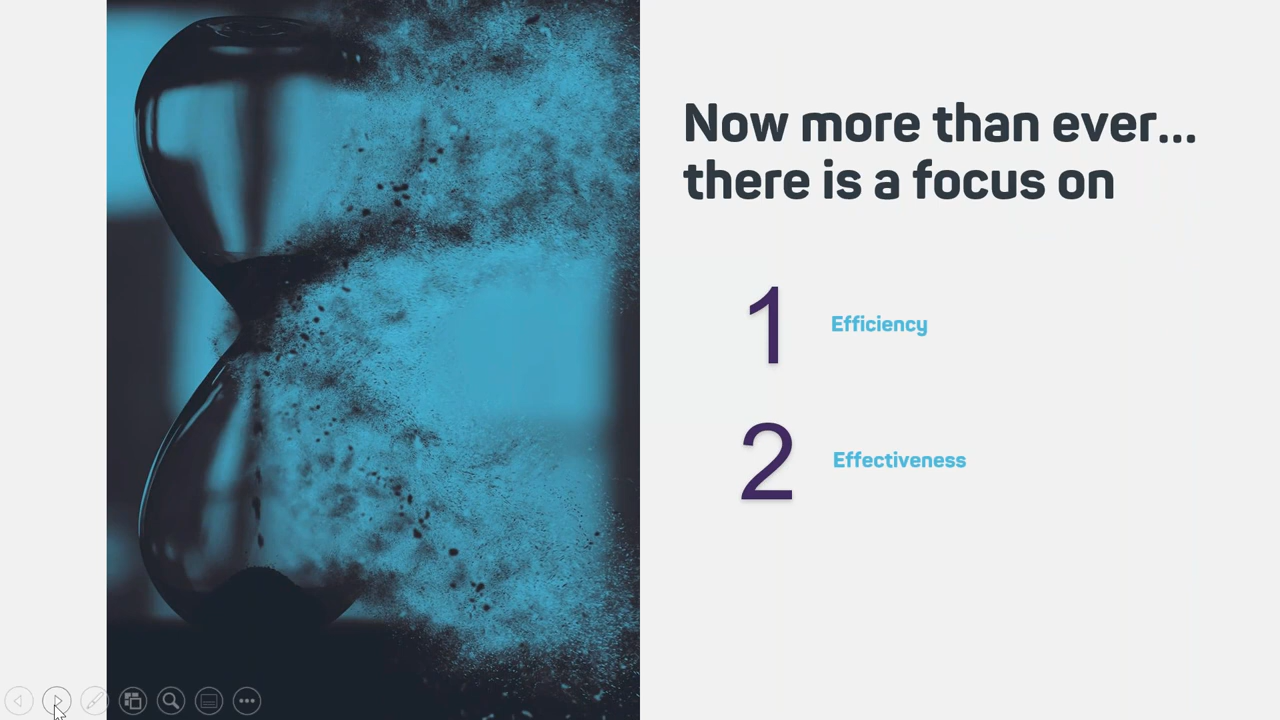 Now more than ever...
there is a focus on
1 Efficiency
2 Effectiveness